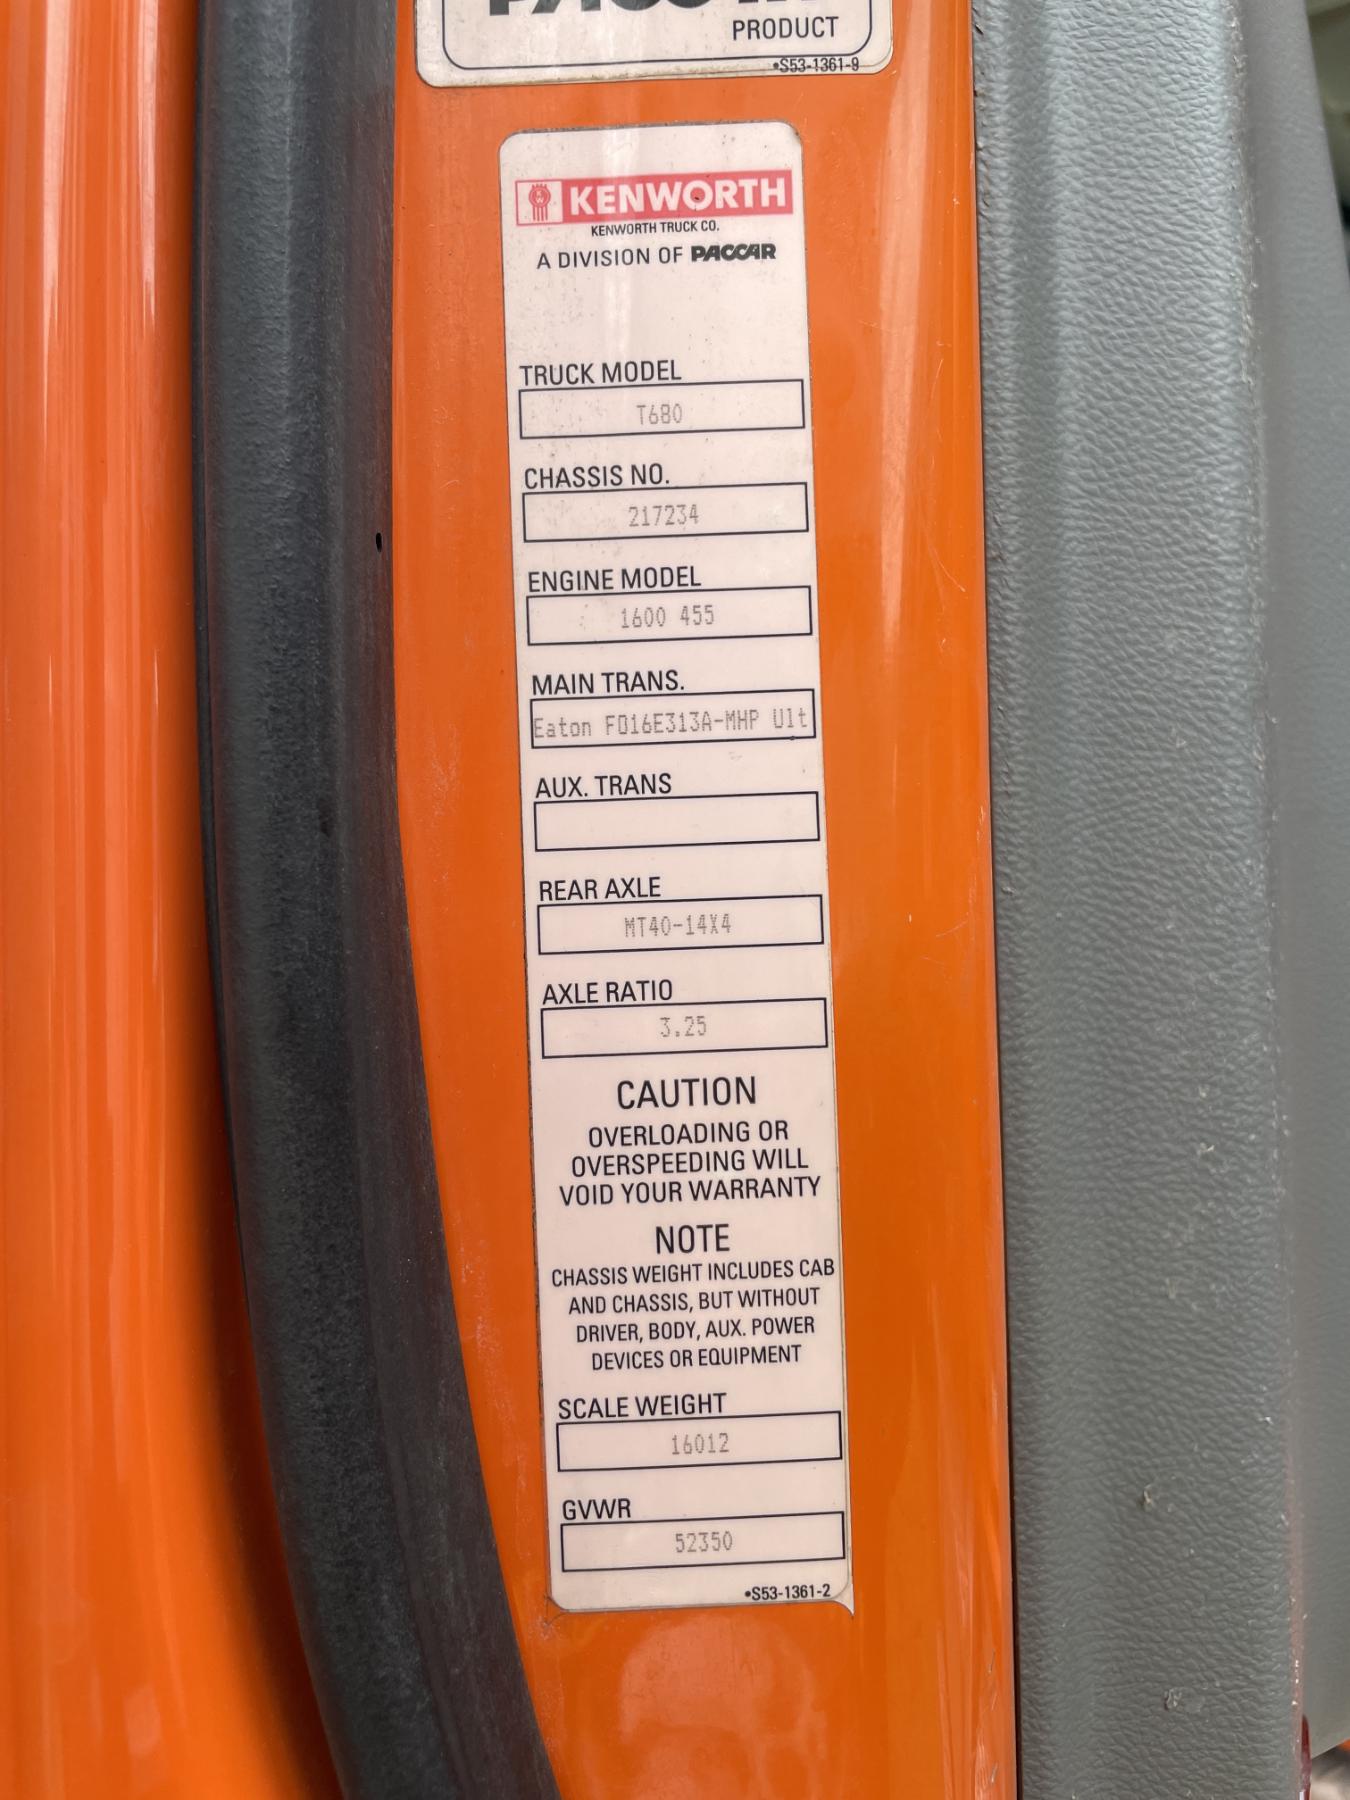 PRODUCT
•S53-1361-9
KENWORTH
KENWORTH TRUCK CO.
A DIVISION OF PACCAR
TRUCK MODEL
T680
CHASSIS NO.
217234
ENGINE MODEL
1600 455
MAIN TRANS.
Eaton FO16E313A-MHP Ult
AUX. TRANS
REAR AXLE
MT40-14X4
AXLE RATIO
3.25
CAUTION
OVERLOADING OR
OVERSPEEDING WILL
VOID YOUR WARRANTY
NOTE
CHASSIS WEIGHT INCLUDES CAB
AND CHASSIS, BUT WITHOUT
DRIVER, BODY, AUX. POWER
DEVICES OR EQUIPMENT
SCALE WEIGHT
16012
GVWR
52350
•S53-1361-2